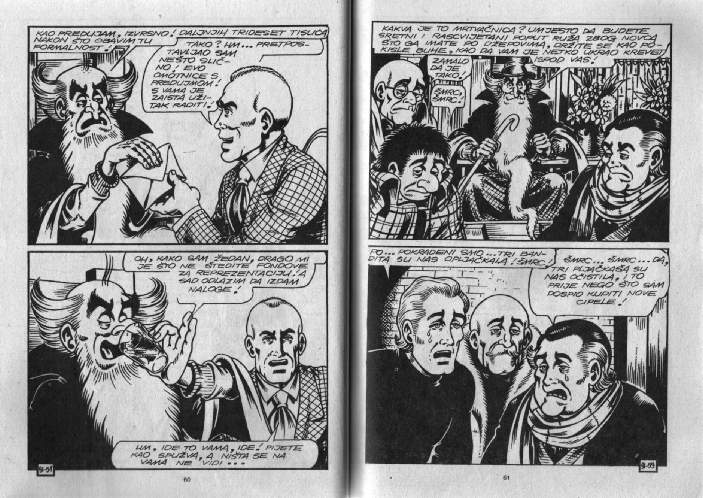 KAO PREDUJAM, IZVRSNO! DALJNJIH TRIDESET TISUĆA
NAKON ŠTO OBAVIM TU
FORMALNOST!
TAKO? HM... PRETPOS-
TAVLJAO SAM
NEŠTO SLIČ-
NO! EVO
OMOTNICE S
PREDUJMOM!
S VAMA JE
ZAISTA UŽI-
TAK RADITI!
OH, KAKO SAM ŽEDAN, DRAGO MI
JE ŠTO NE ŠTEDITE FONDOVE
ZA REPREZENTACIJU! A
SAD ODLAZIM DA IZDAM
NALOGE!
HM, IDE TO VAMA, IDE! PIJETE
KAO SPUŽVA, A NIŠTA SE NA
VAMA NE VIDI...
60
KAKVA JE TO MRTVAČNICA? UMJESTO DA BUDETE
SRETNI I RASCVJETANI POPUT RUŽA ZBOG NOVCA
ŠTO GA IMATE PO DŽEPOVIMA, DRŽITE SE KAO PO-
KISLE BUHE, KAO DA VAM JE NETKO UKRAO KREVET
ISPOD VAS!
ZAMALO
DA JE
TAKO!
ŠMRC,
ŠMRC!
PO... POKRADENI SMO... TRI BAN-
DITA SU NAS OPLJAČKALA! ŠMRC!
ŠMRC... ŠMRC... DA,
TRI PLJAČKAŠA SU
NAS OČISTILA, I TO
PRIJE NEGO ŠTO SAM
DOSPIO KUPITI NOVE
CIPELE!
61